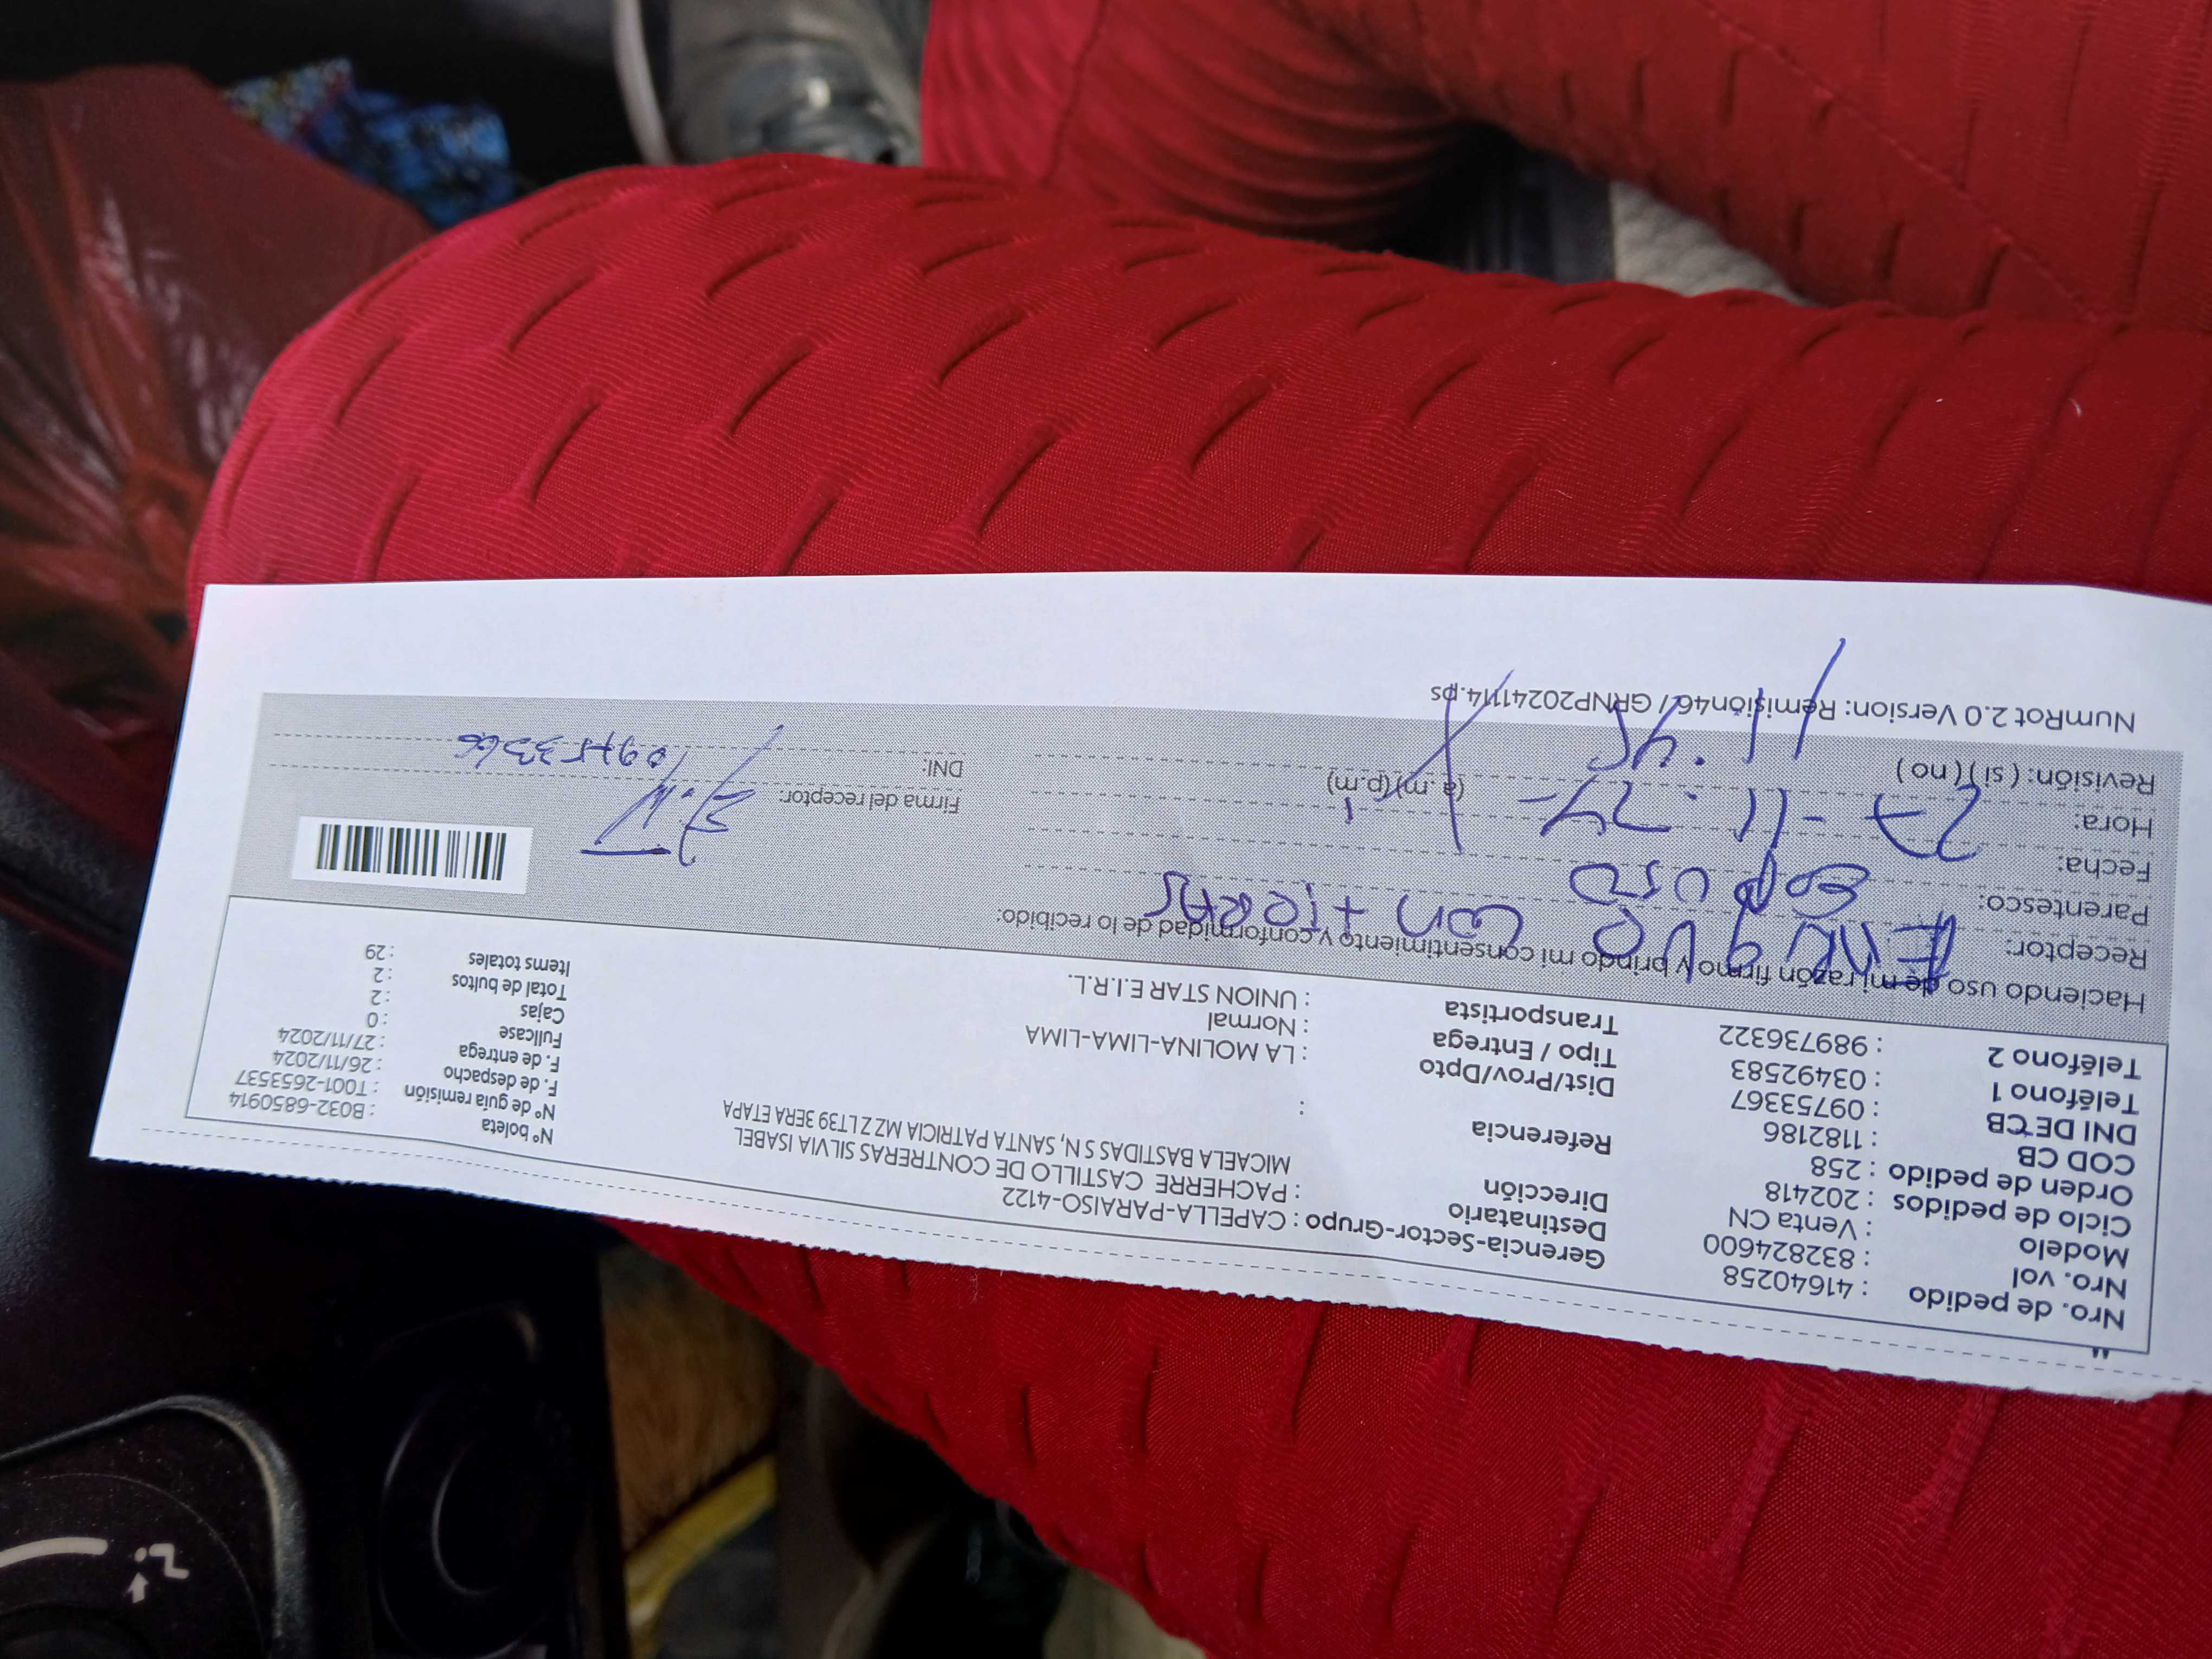 Nro. de pedido : 41640258
Nro. vol : 832824600
Modelo : Venta CN
Ciclo de pedidos : 202418
Orden de pedido : 258
COD CB : 1182186
DNI DE CB : 09753367
Teléfono 1 : 03492583
Teléfono 2 : 989736322
Gerencia-Sector-Grupo : CAPELLA-PARAISO-4122
Destinatario : PACHERRE CASTILLO DE CONTRERAS SILVIA ISABEL
Dirección MICAELA BASTIDAS S N, SANTA PATRICIA MZ Z LT39 3ERA ETAPA
Referencia :
Dist/Prov/Dpto : LA MOLINA-LIMA-LIMA
Tipo / Entrega : Normal
Transportista : UNION STAR E.I.R.L.
N° boleta : B032-6850914
N° de guía remisión : T001-2653537
F. de despacho : 26/11/2024
F. de entrega : 27/11/2024
Fullcase : 0
Cajas : 2
Total de bultos : 2
Items totales : 29
Haciendo uso de mi razón firmo y brindo mi consentimiento y conformidad de lo recibido:
Receptor: Enrique Contreras
Parentesco: Esposo
Fecha: 27-11-24
Hora: 11:45 (a.m) (p.m)
Revisión: ( si ) ( no )
Firma del receptor:
DNI: 09753366
NumRot 2.0 Version: Remisión46 / GRNP20241114.ps